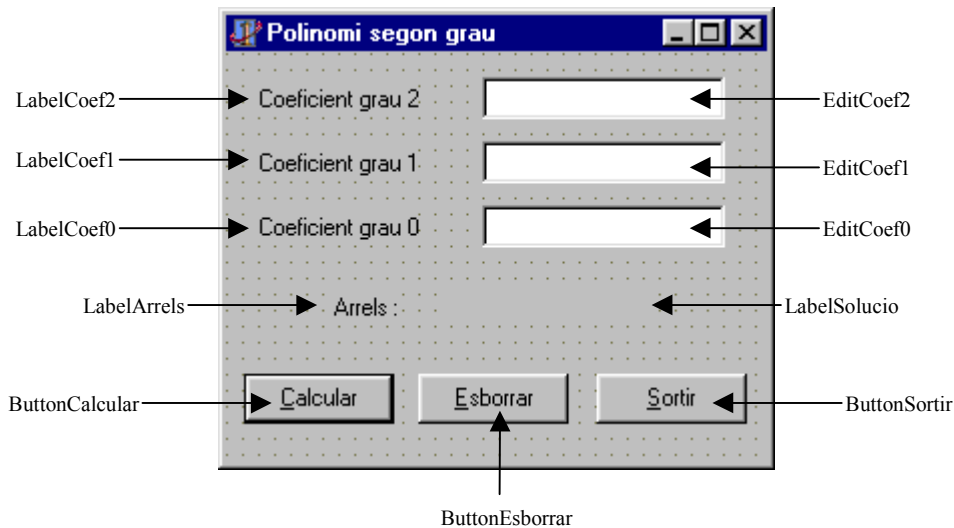 Polinomi segon grau
LabelCoef2 Coeficient grau 2 EditCoef2
LabelCoef1 Coeficient grau 1 EditCoef1
LabelCoef0 Coeficient grau 0 EditCoef0
LabelArrels Arrels : LabelSolucio
ButtonCalcular Calcular Esborrar Sortir ButtonSortir
ButtonEsborrar